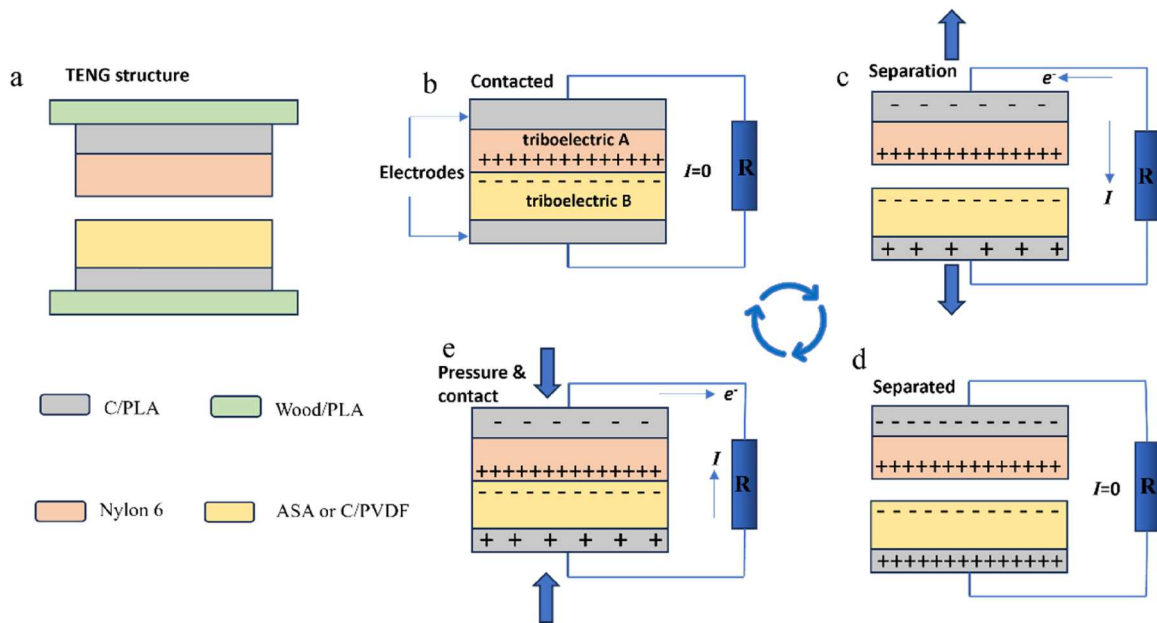 a
TENG structure
C/PLA
Wood/PLA
Nylon 6
ASA or C/PVDF
b
Contacted
triboelectric A
+++++++++++++
Electrodes
- - - - - - - - - - - -
triboelectric B
I=0
R
c
Separation
e-
- - - - - -
+++++++++++++
R
I
- - - - - - - - - - -
+ + + + + +
e
Pressure &
contact
e-
- - - - - -
I
+++++++++++++
R
- - - - - - - - - - -
+ + + + + +
d
Separated
- - - - - - - - - - - -
+++++++++++++
I=0
R
- - - - - - - - - - -
++++++++++++++